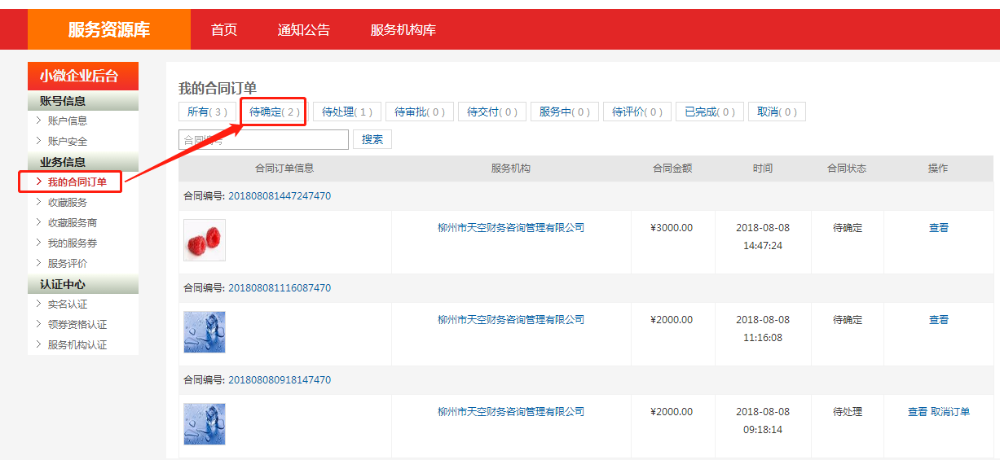 服务资源库 首页 通知公告 服务机构库
小微企业后台
账号信息
账户信息
账户安全
业务信息
我的合同订单
收藏服务
收藏服务商
我的服务券
服务评价
认证中心
实名认证
领券资格认证
服务机构认证
我的合同订单
所有( 3 ) 待确定( 2 ) 待处理( 1 ) 待审批( 0 ) 待交付( 0 ) 服务中( 0 ) 待评价( 0 ) 已完成( 0 ) 取消( 0 )
合同编号 搜索
合同订单信息 服务机构 合同金额 时间 合同状态 操作
合同编号: 201808081447247470
柳州市天空财务咨询管理有限公司 ¥3000.00 2018-08-08 待确定 查看
14:47:24
合同编号: 201808081116087470
柳州市天空财务咨询管理有限公司 ¥2000.00 2018-08-08 待确定 查看
11:16:08
合同编号: 201808080918147470
柳州市天空财务咨询管理有限公司 ¥2000.00 2018-08-08 待处理 查看 取消订单
09:18:14